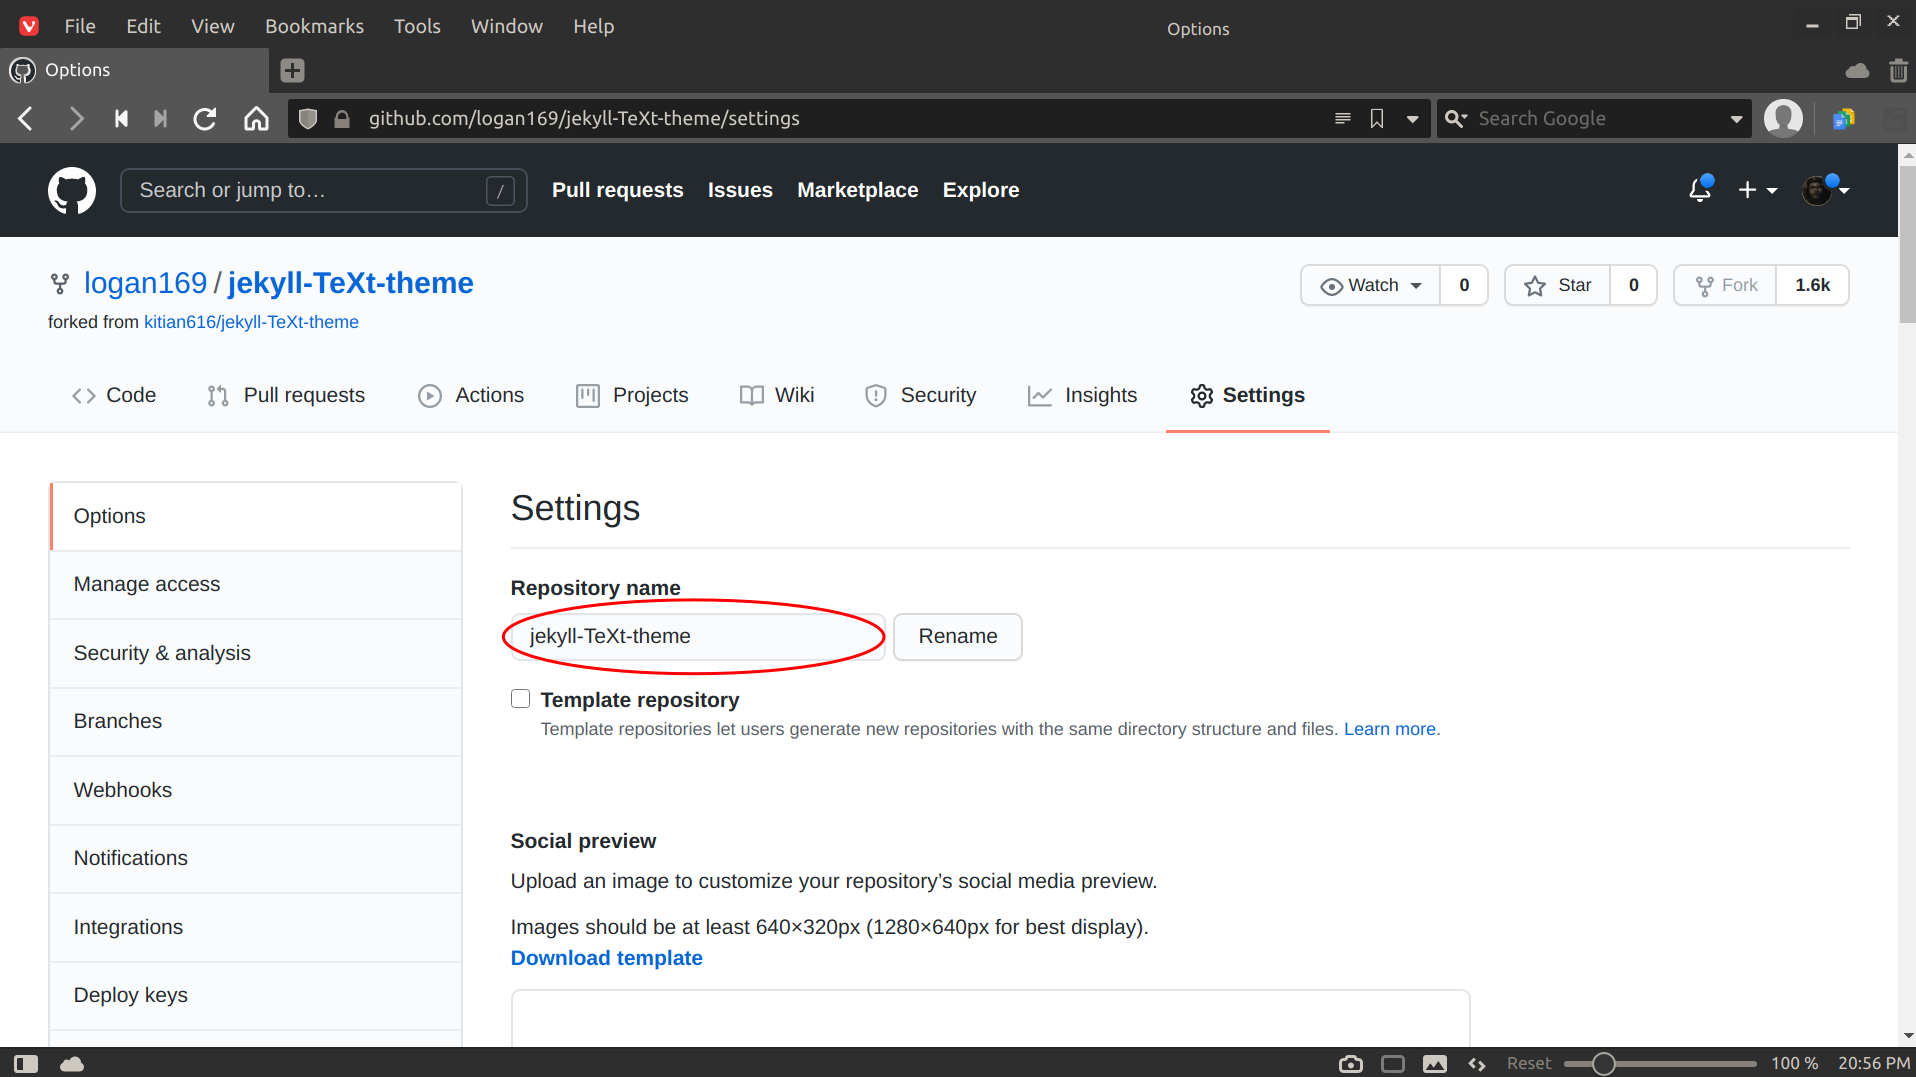 File Edit View Bookmarks Tools Window Help Options
Options
github.com/logan169/jekyll-TeXt-theme/settings Search Google
Search or jump to… / Pull requests Issues Marketplace Explore
logan169 / jekyll-TeXt-theme Watch 0 Star 0 Fork 1.6k
forked from kitian616/jekyll-TeXt-theme
Code Pull requests Actions Projects Wiki Security Insights Settings
Options
Manage access
Security & analysis
Branches
Webhooks
Notifications
Integrations
Deploy keys
Settings
Repository name
jekyll-TeXt-theme Rename
Template repository
Template repositories let users generate new repositories with the same directory structure and files. Learn more.
Social preview
Upload an image to customize your repository’s social media preview.
Images should be at least 640×320px (1280×640px for best display).
Download template
Reset 100 % 20:56 PM